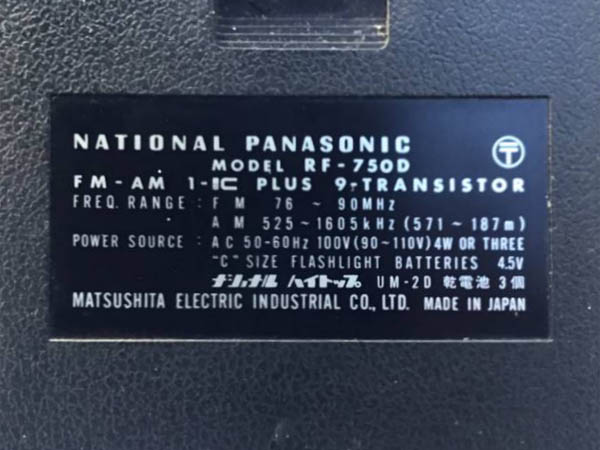 NATIONAL PANASONIC
MODEL RF-750D
FM-AM 1-IC PLUS 9-TRANSISTOR
FREQ. RANGE : FM 76 ~ 90MHz
AM 525~1605kHz (571~187m)
POWER SOURCE : AC 50-60Hz 100V(90~110V)4W OR THREE
"C" SIZE FLASHLIGHT BATTERIES 4.5V
ナショナル ハイトップ UM-2D 乾電池 3個
MATSUSHITA ELECTRIC INDUSTRIAL CO., LTD. MADE IN JAPAN